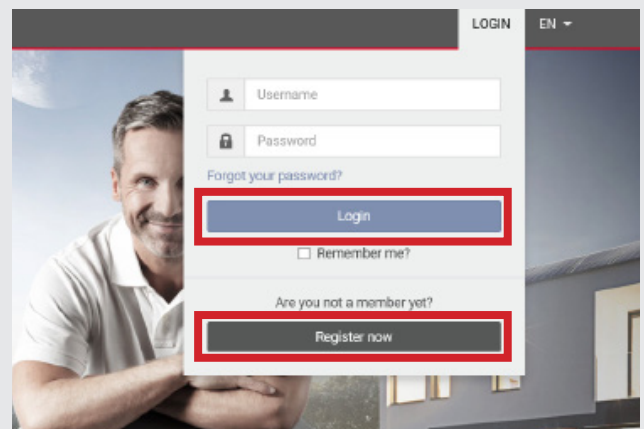 LOGIN EN
Username
Password
Forgot your password?
Login
Remember me?
Are you not a member yet?
Register now